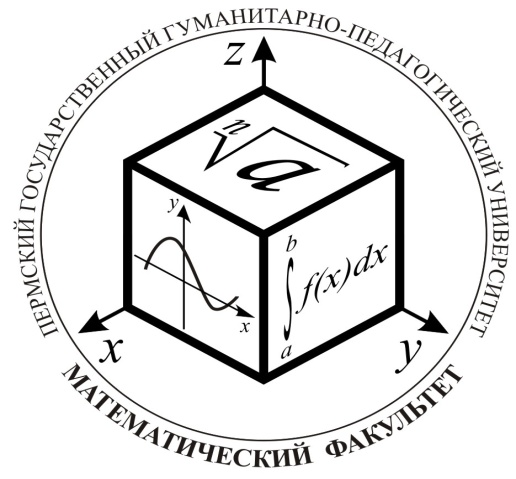 ПЕРМСКИЙ ГОСУДАРСТВЕННЫЙ ГУМАНИТАРНО-ПЕДАГОГИЧЕСКИЙ УНИВЕРСИТЕТ
z
n√a
y
x
b
∫f(x)dx
a
x
y
МАТЕМАТИЧЕСКИЙ ФАКУЛЬТЕТ